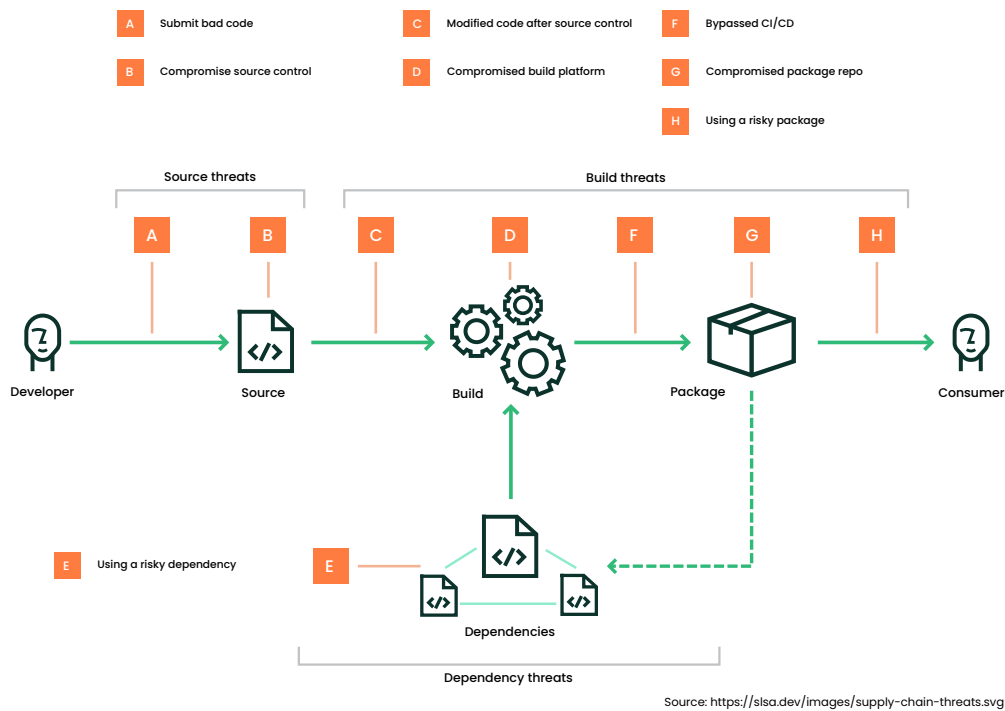 A Submit bad code
C Modified code after source control
F Bypassed CI/CD
B Compromise source control
D Compromised build platform
G Compromised package repo
H Using a risky package
Source threats
Build threats
A
B
C
D
F
G
H
Developer
Source
Build
Package
Consumer
E Using a risky dependency
E
Dependencies
Dependency threats
Source: https://slsa.dev/images/supply-chain-threats.svg